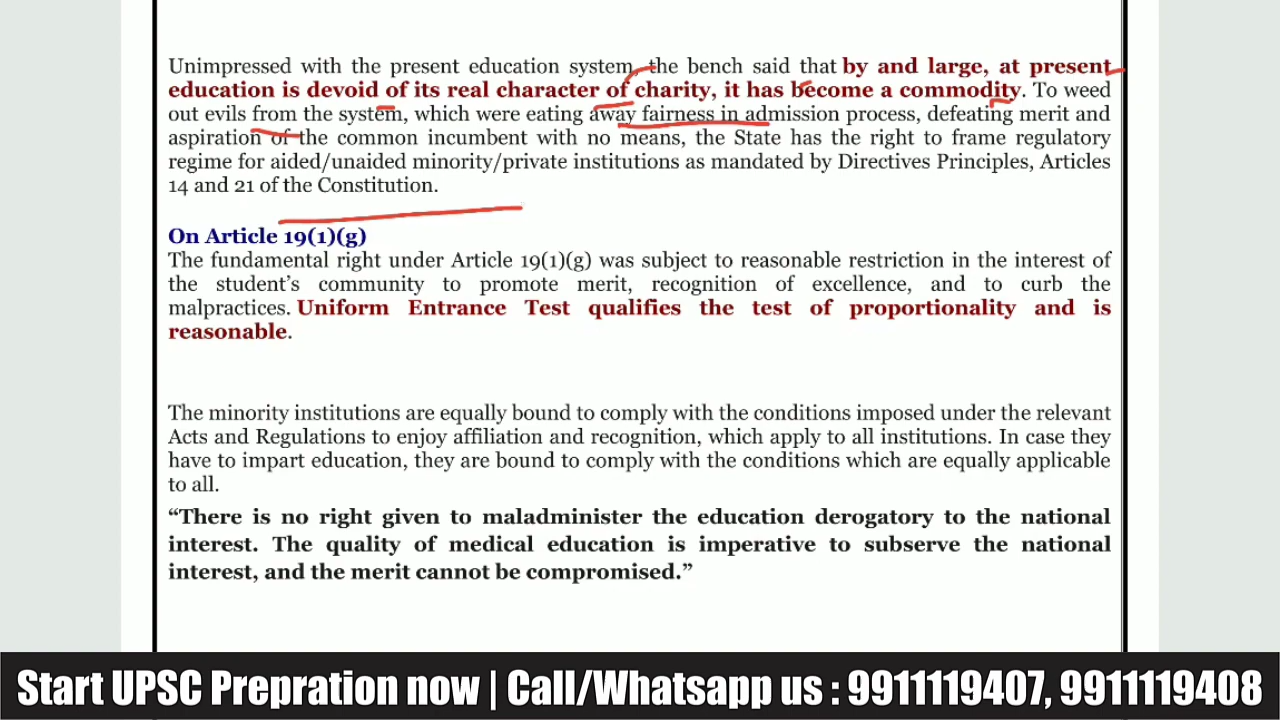 Unimpressed with the present education system, the bench said that by and large, at present
education is devoid of its real character of charity, it has become a commodity. To weed
out evils from the system, which were eating away fairness in admission process, defeating merit and
aspiration of the common incumbent with no means, the State has the right to frame regulatory
regime for aided/unaided minority/private institutions as mandated by Directives Principles, Articles
14 and 21 of the Constitution.
On Article 19(1)(g)
The fundamental right under Article 19(1)(g) was subject to reasonable restriction in the interest of
the student's community to promote merit, recognition of excellence, and to curb the
malpractices. Uniform Entrance Test qualifies the test of proportionality and is
reasonable.
The minority institutions are equally bound to comply with the conditions imposed under the relevant
Acts and Regulations to enjoy affiliation and recognition, which apply to all institutions. In case they
have to impart education, they are bound to comply with the conditions which are equally applicable
to all.
“There is no right given to maladminister the education derogatory to the national
interest. The quality of medical education is imperative to subserve the national
interest, and the merit cannot be compromised.”
Start UPSC Prepration now | Call/Whatsapp us : 9911119407, 9911119408